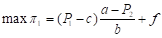 max π₁ = (P₁ − c) (a − P₂)/b + f